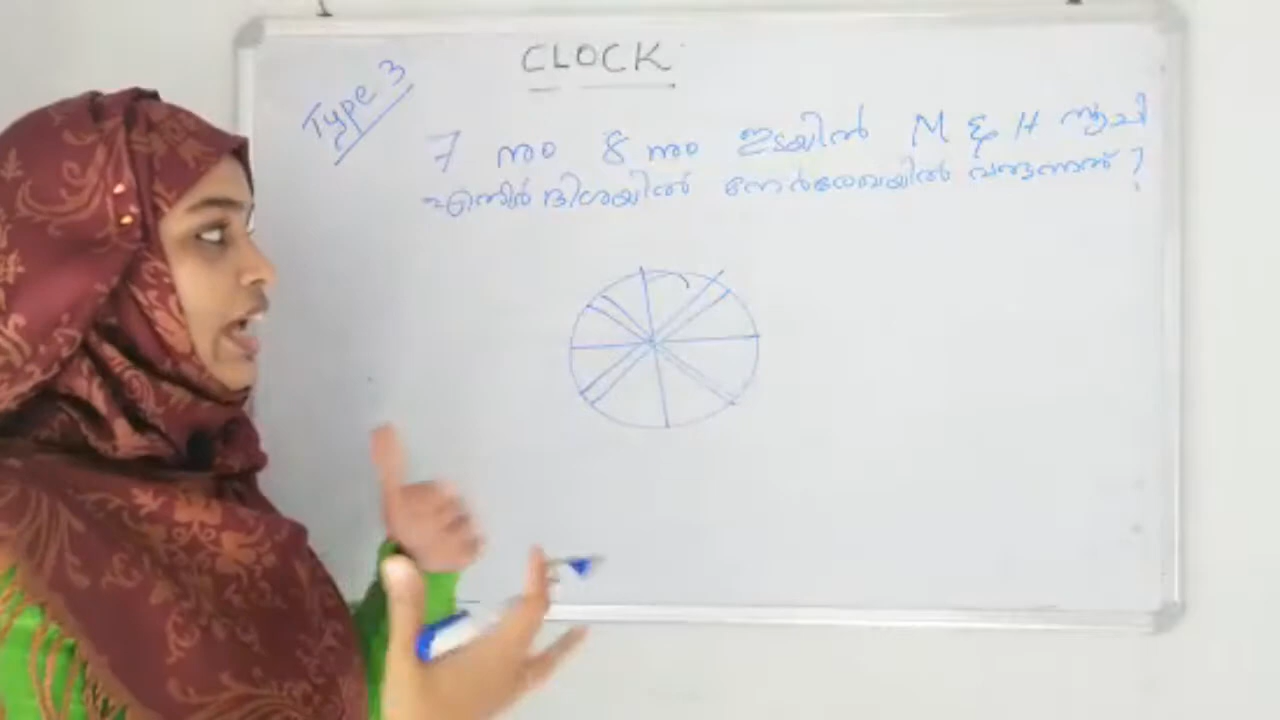 CLOCK
Type 3
7 നും 8 നും ഇടയിൽ M & H സൂചി
എതിർ ദിശയിൽ നേർരേഖയിൽ വരുന്നത് ?